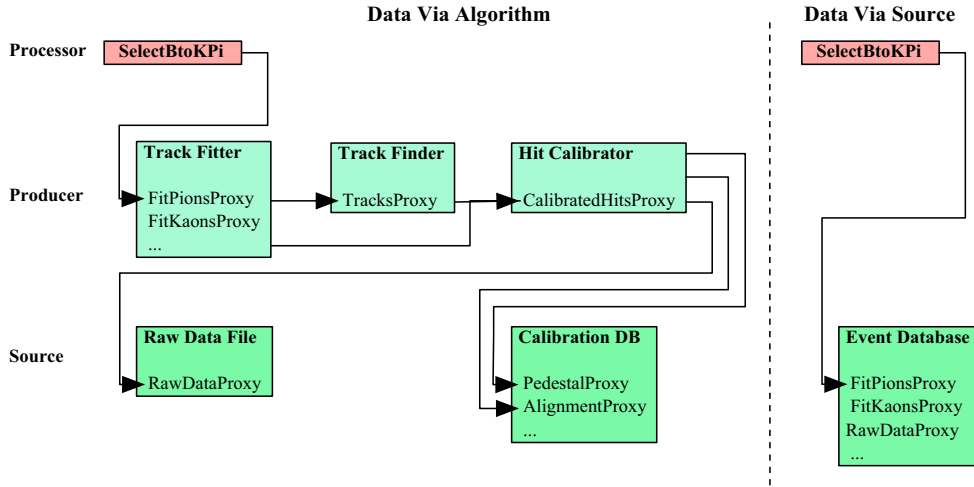 Data Via Algorithm
Data Via Source
Processor
SelectBtoKPi
SelectBtoKPi
Producer
Track Fitter
FitPionsProxy
FitKaonsProxy
...
Track Finder
TracksProxy
Hit Calibrator
CalibratedHitsProxy
Source
Raw Data File
RawDataProxy
Calibration DB
PedestalProxy
AlignmentProxy
...
Event Database
FitPionsProxy
FitKaonsProxy
RawDataProxy
...